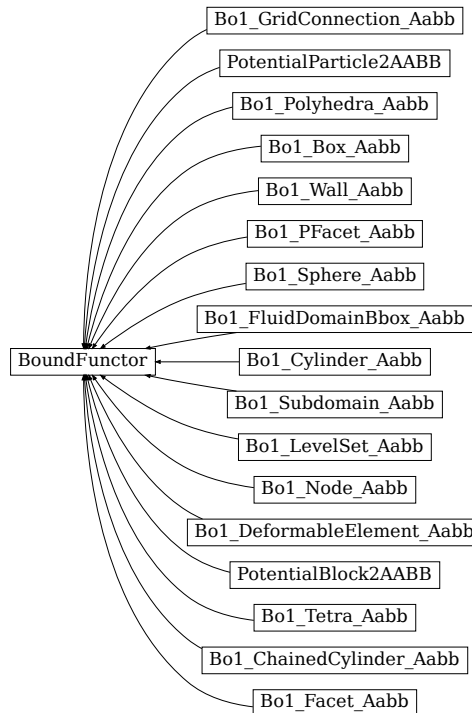 Bo1_GridConnection_Aabb
PotentialParticle2AABB
Bo1_Polyhedra_Aabb
Bo1_Box_Aabb
Bo1_Wall_Aabb
Bo1_PFacet_Aabb
Bo1_Sphere_Aabb
Bo1_FluidDomainBbox_Aabb
BoundFunctor
Bo1_Cylinder_Aabb
Bo1_Subdomain_Aabb
Bo1_LevelSet_Aabb
Bo1_Node_Aabb
Bo1_DeformableElement_Aabb
PotentialBlock2AABB
Bo1_Tetra_Aabb
Bo1_ChainedCylinder_Aabb
Bo1_Facet_Aabb